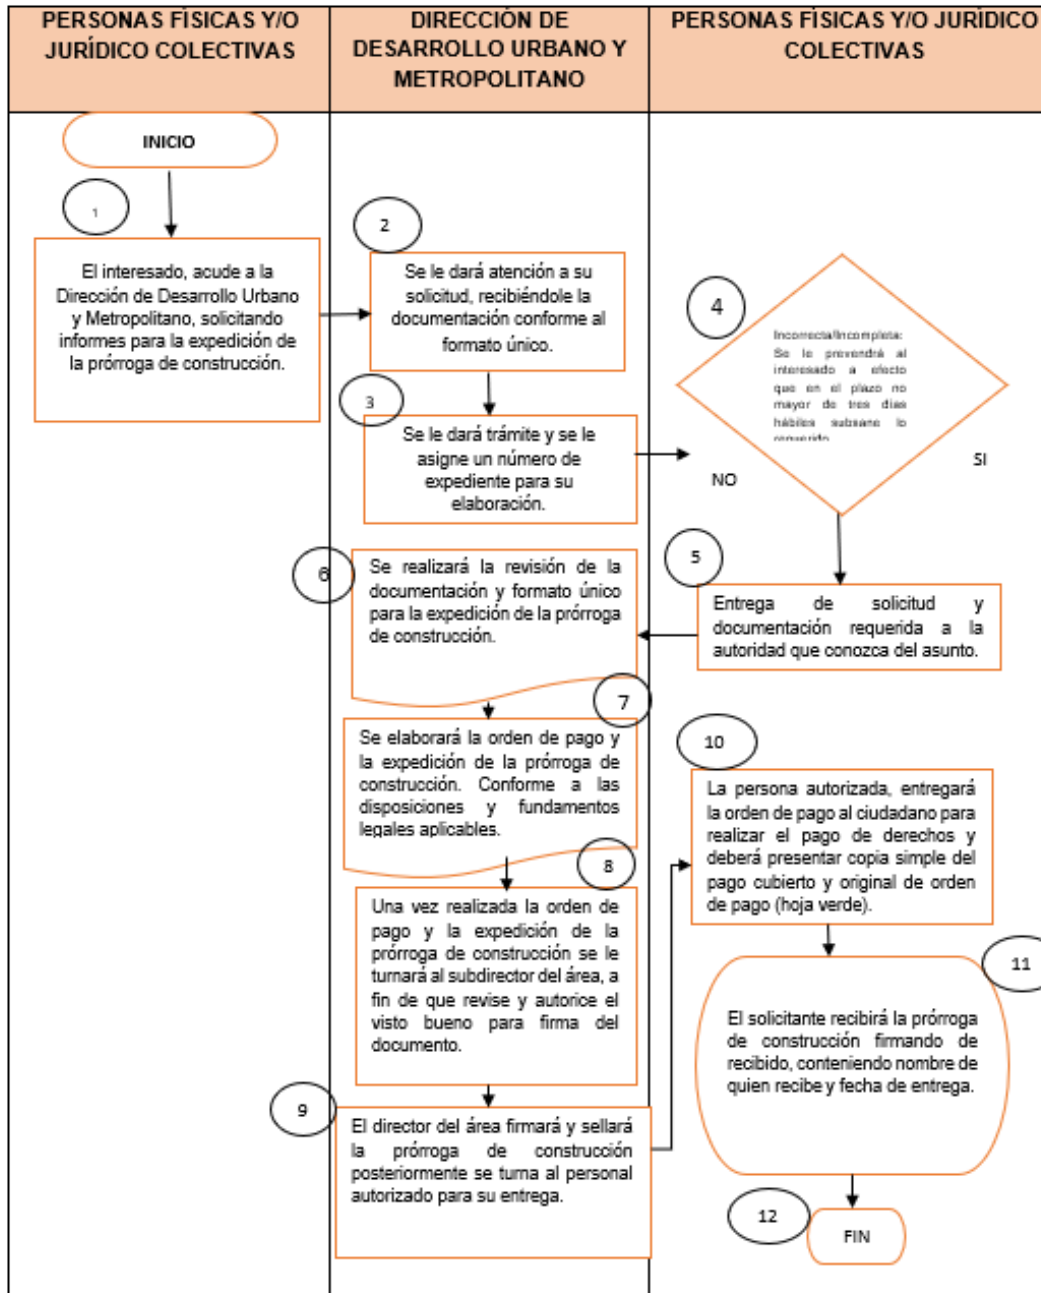 PERSONAS FÍSICAS Y/O
JURÍDICO COLECTIVAS
DIRECCIÓN DE
DESARROLLO URBANO Y
METROPOLITANO
PERSONAS FÍSICAS Y/O JURÍDICO
COLECTIVAS
INICIO
1
El interesado, acude a la
Dirección de Desarrollo Urbano
y Metropolitano, solicitando
informes para la expedición de
la prórroga de construcción.
2
Se le dará atención a su
solicitud, recibiéndole la
documentación conforme al
formato único.
3
Se le dará trámite y se le
asigne un número de
expediente para su
elaboración.
4
Incorrecta/Incompleta:
Se le prevendrá al
interesado a efecto
que en el plazo no
mayor de tres días
hábiles subsane lo
requerido
NO
SI
5
Entrega de solicitud y
documentación requerida a la
autoridad que conozca del asunto.
6
Se realizará la revisión de la
documentación y formato único
para la expedición de la prórroga
de construcción.
7
Se elaborará la orden de pago y
la expedición de la prórroga de
construcción. Conforme a las
disposiciones y fundamentos
legales aplicables.
8
Una vez realizada la orden de
pago y la expedición de la
prórroga de construcción se le
turnará al subdirector del área, a
fin de que revise y autorice el
visto bueno para firma del
documento.
9
El director del área firmará y sellará
la prórroga de construcción
posteriormente se turna al personal
autorizado para su entrega.
10
La persona autorizada, entregará
la orden de pago al ciudadano para
realizar el pago de derechos y
deberá presentar copia simple del
pago cubierto y original de orden
de pago (hoja verde).
11
El solicitante recibirá la prórroga
de construcción firmando de
recibido, conteniendo nombre de
quien recibe y fecha de entrega.
12
FIN